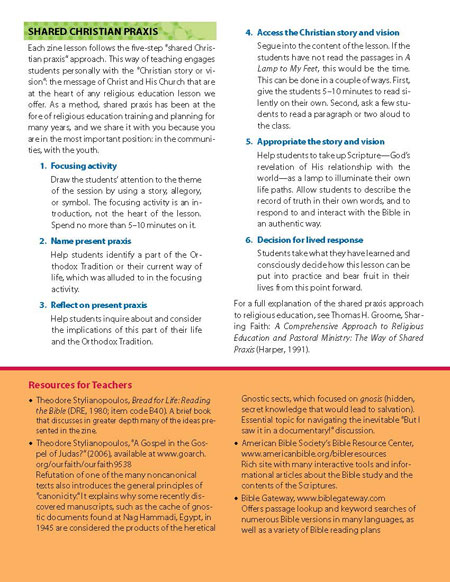 SHARED CHRISTIAN PRAXIS
Each zine lesson follows the five-step "shared Chris-
tian praxis" approach. This way of teaching engages
students personally with the "Christian story or vi-
sion": the message of Christ and His Church that are
at the heart of any religious education lesson we
offer. As a method, shared praxis has been at the
fore of religious education training and planning for
many years, and we share it with you because you
are in the most important position: in the communi-
ties, with the youth.
1. Focusing activity
Draw the students' attention to the theme
of the session by using a story, allegory,
or symbol. The focusing activity is an in-
troduction, not the heart of the lesson.
Spend no more than 5–10 minutes on it.
2. Name present praxis
Help students identify a part of the Or-
thodox Tradition or their current way of
life, which was alluded to in the focusing
activity.
3. Reflect on present praxis
Help students inquire about and consider
the implications of this part of their life
and the Orthodox Tradition.
4. Access the Christian story and vision
Segue into the content of the lesson. If the
students have not read the passages in A
Lamp to My Feet, this would be the time.
This can be done in a couple of ways. First,
give the students 5–10 minutes to read si-
lently on their own. Second, ask a few stu-
dents to read a paragraph or two aloud to
the class.
5. Appropriate the story and vision
Help students to take up Scripture—God's
revelation of His relationship with the
world—as a lamp to illuminate their own
life paths. Allow students to describe the
record of truth in their own words, and to
respond to and interact with the Bible in
an authentic way.
6. Decision for lived response
Students take what they have learned and
consciously decide how this lesson can be
put into practice and bear fruit in their
lives from this point forward.
For a full explanation of the shared praxis approach
to religious education, see Thomas H. Groome, Shar-
ing Faith: A Comprehensive Approach to Religious
Education and Pastoral Ministry: The Way of Shared
Praxis (Harper, 1991).
Resources for Teachers
◆ Theodore Stylianopoulos, Bread for Life: Reading
the Bible (DRE, 1980; item code B40). A brief book
that discusses in greater depth many of the ideas pre-
sented in the zine.
◆ Theodore Stylianopoulos, "A Gospel in the Gos-
pel of Judas?" (2006), available at www.goarch.
org/ourfaith/ourfaith9538
Refutation of one of the many noncanonical
texts also introduces the general principles of
"canonicity." It explains why some recently dis-
covered manuscripts, such as the cache of gnos-
tic documents found at Nag Hammadi, Egypt, in
1945 are considered the products of the heretical
Gnostic sects, which focused on gnosis (hidden,
secret knowledge that would lead to salvation).
Essential topic for navigating the inevitable "But I
saw it in a documentary!" discussion.
◆ American Bible Society's Bible Resource Center,
www.americanbible.org/bibleresources
Rich site with many interactive tools and infor-
mational articles about the Bible study and the
contents of the Scriptures.
◆ Bible Gateway, www.biblegateway.com
Offers passage lookup and keyword searches of
numerous Bible versions in many languages, as
well as a variety of Bible reading plans